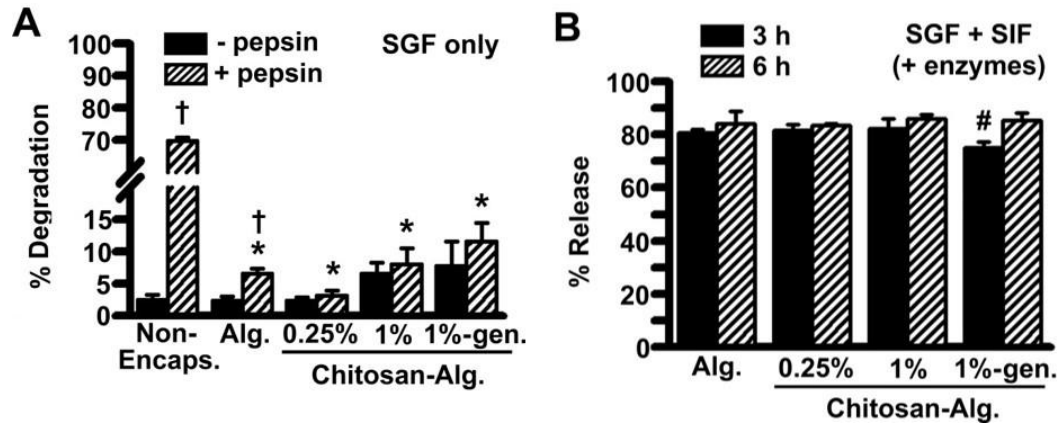 A
- pepsin
+ pepsin
SGF only
% Degradation
100
90
80
70
15
10
5
0
†
†
*
*
*
*
Non-
Encaps.
Alg.
0.25%
1%
1%-gen.
Chitosan-Alg.
B
3 h
6 h
SGF + SIF
(+ enzymes)
% Release
100
80
60
40
20
0
#
Alg.
0.25%
1%
1%-gen.
Chitosan-Alg.